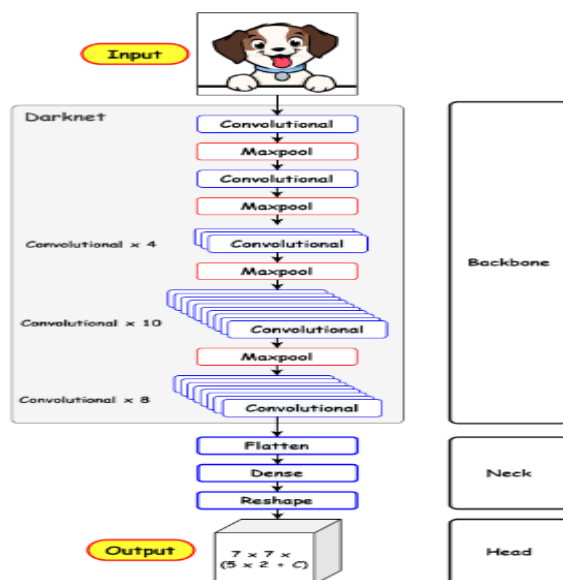 Input
Darknet
Convolutional
Maxpool
Convolutional
Maxpool
Convolutional x 4
Convolutional
Maxpool
Convolutional x 10
Convolutional
Maxpool
Convolutional x 8
Convolutional
Backbone
Flatten
Dense
Reshape
Neck
Output
7 x 7 x
(5 x 2 + C)
Head